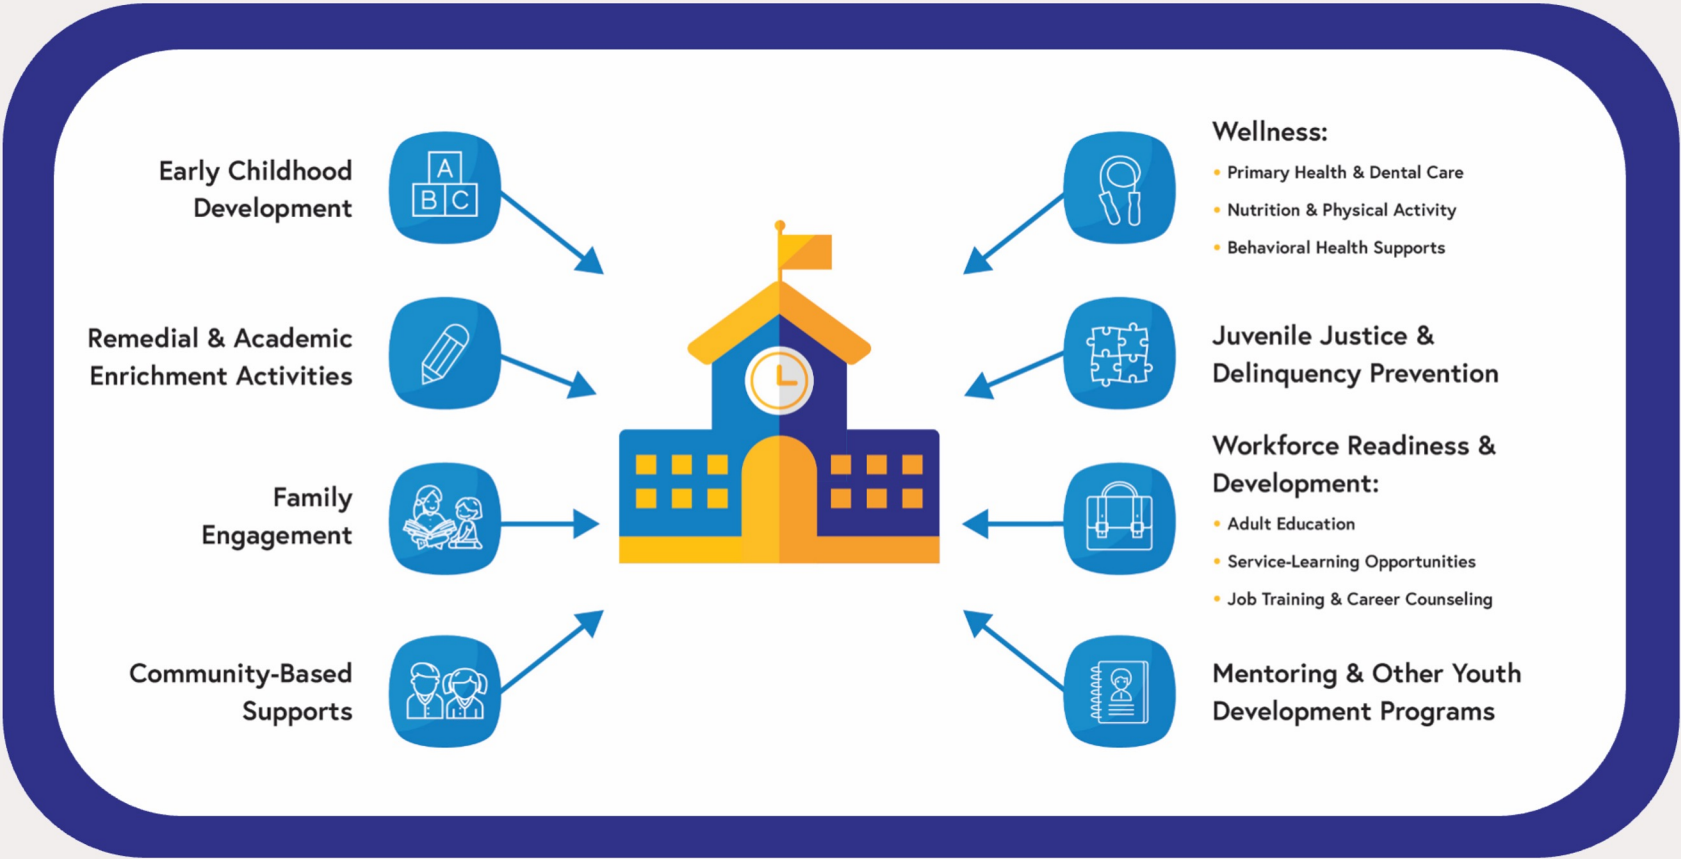 Early Childhood
Development
A
B C
Remedial & Academic
Enrichment Activities
Family
Engagement
Community-Based
Supports
Wellness:
• Primary Health & Dental Care
• Nutrition & Physical Activity
• Behavioral Health Supports
Juvenile Justice &
Delinquency Prevention
Workforce Readiness &
Development:
• Adult Education
• Service-Learning Opportunities
• Job Training & Career Counseling
Mentoring & Other Youth
Development Programs